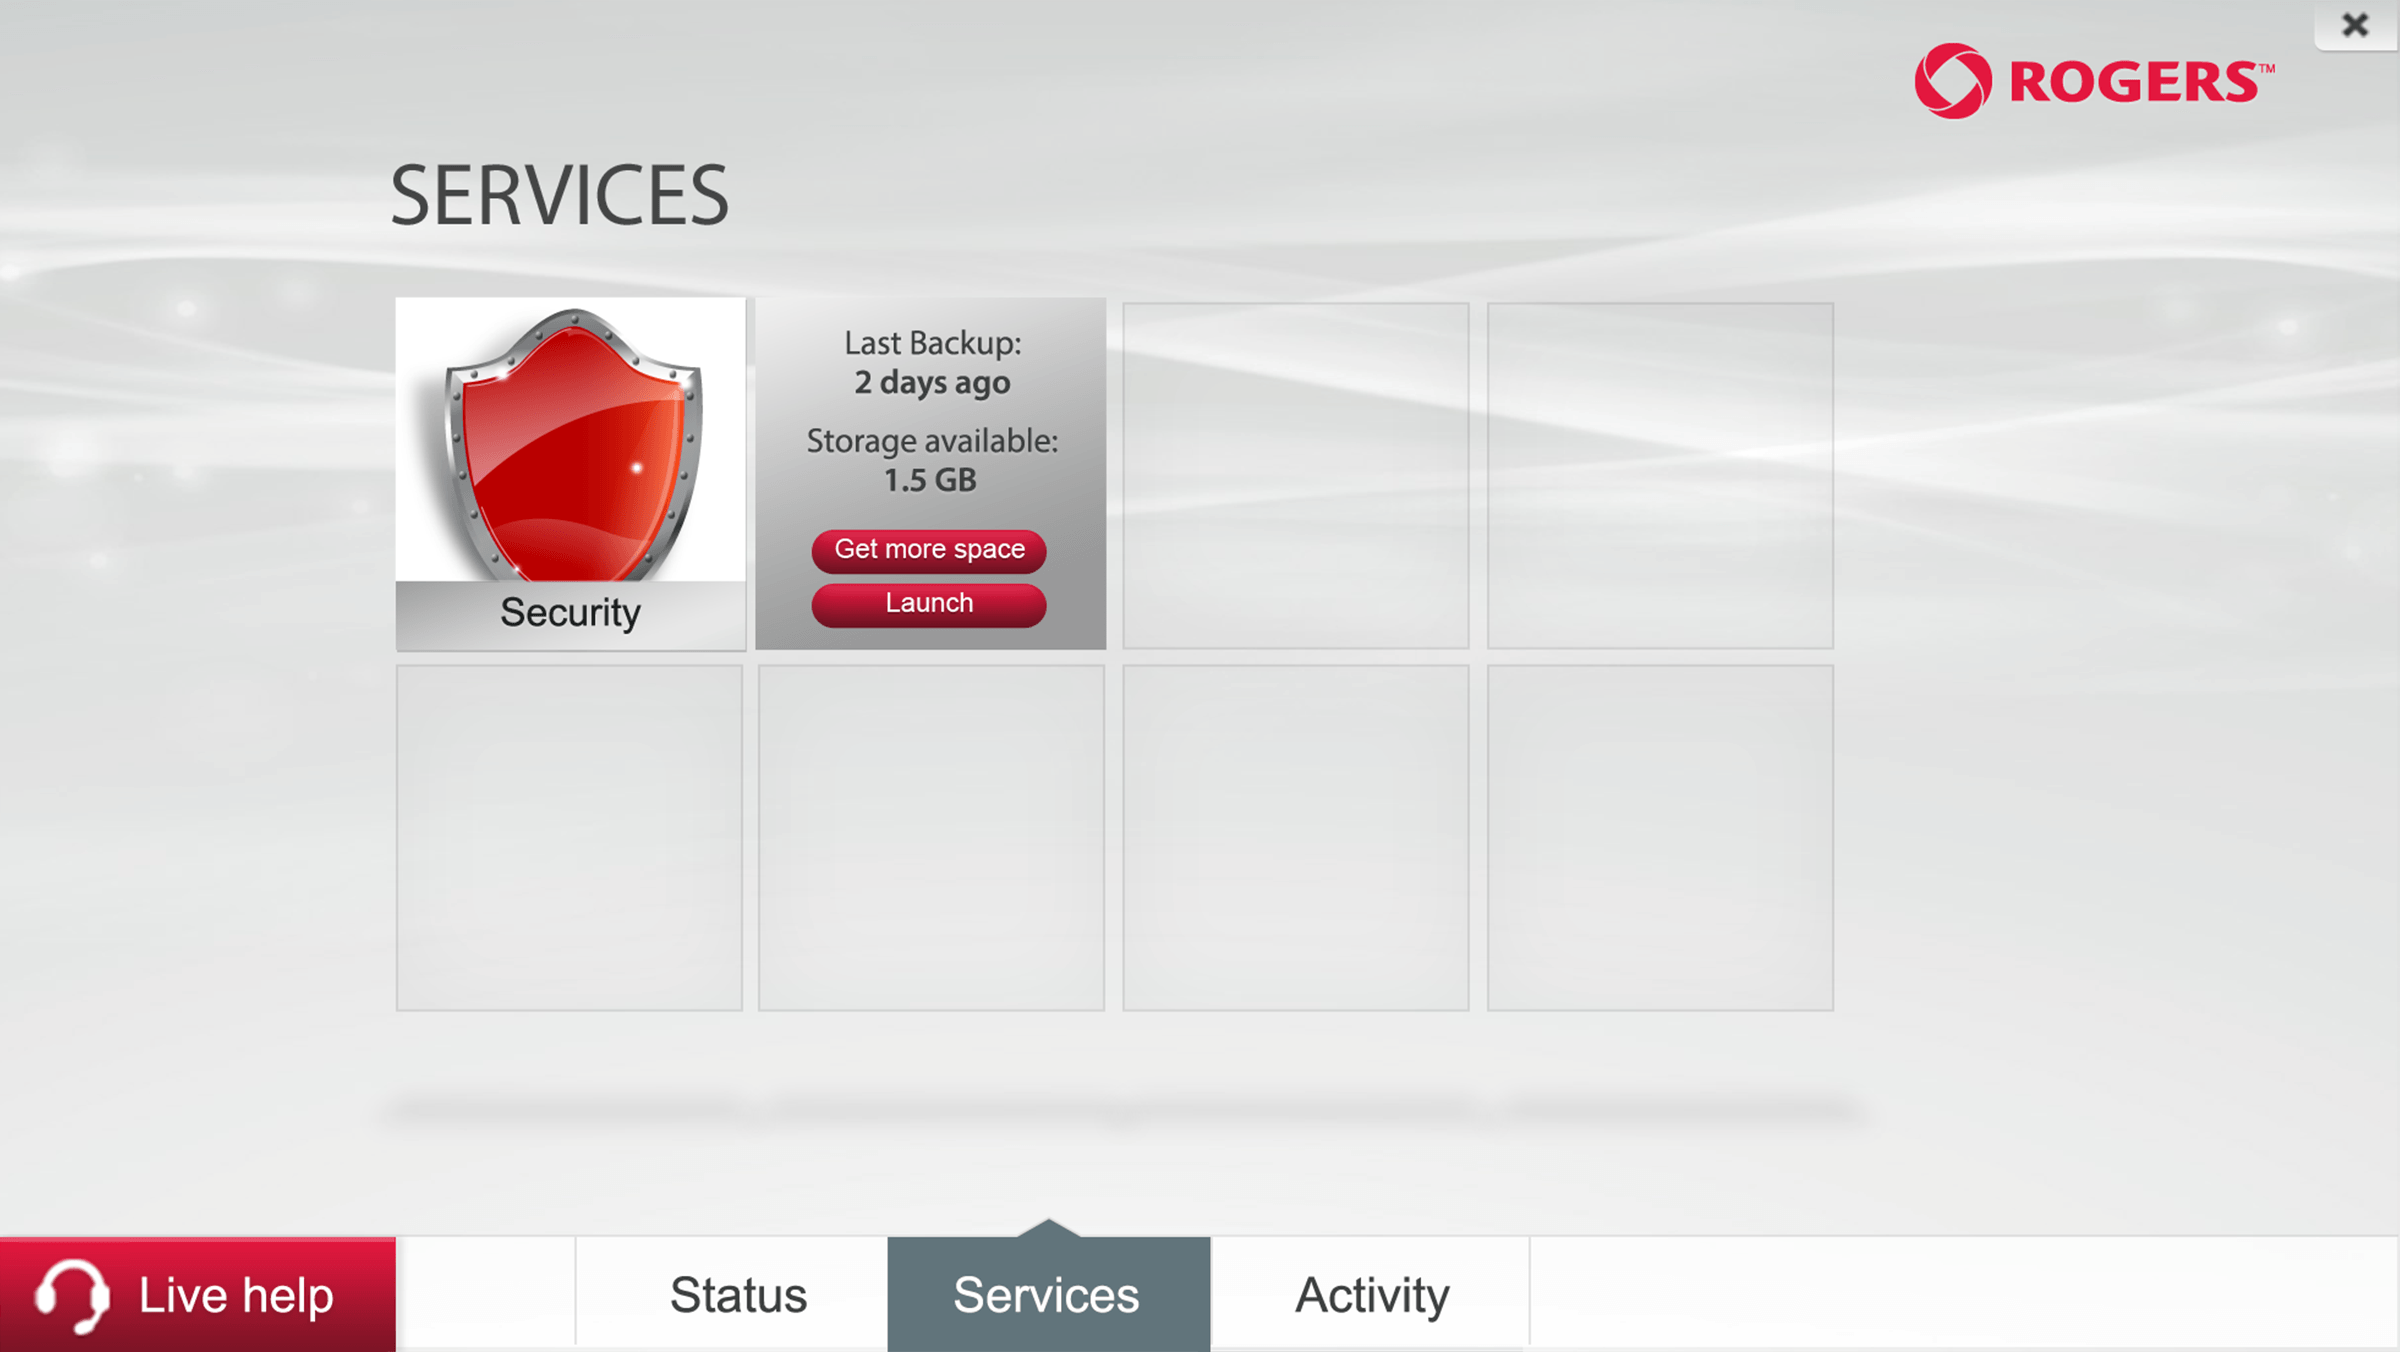 ROGERS™
SERVICES
Last Backup:
2 days ago
Storage available:
1.5 GB
Get more space
Launch
Security
Live help
Status
Services
Activity